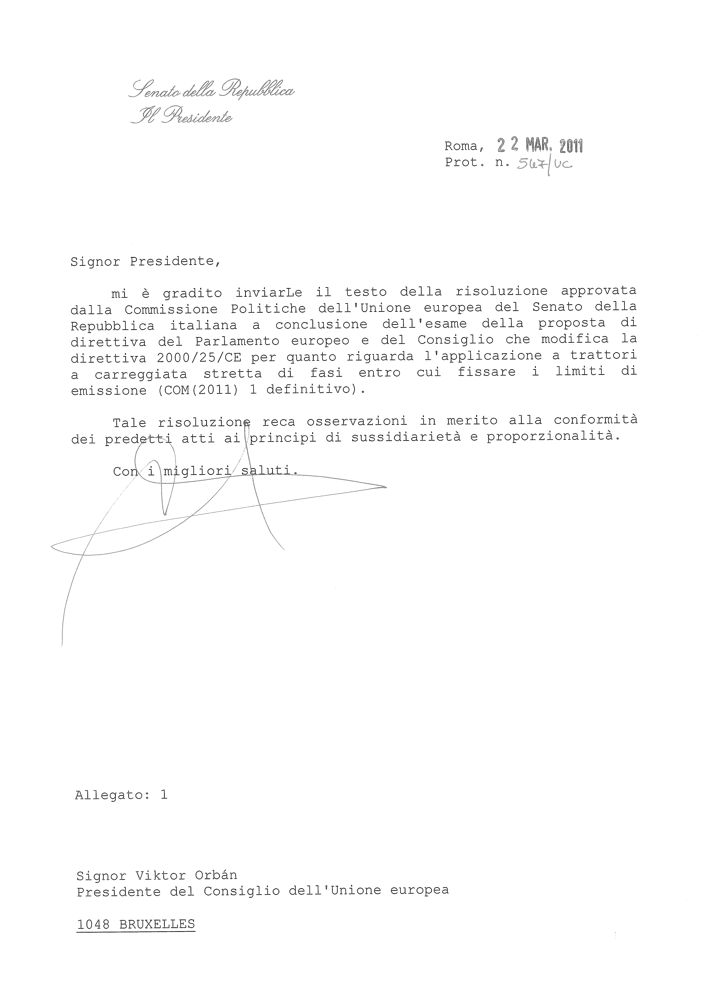 Senato della Repubblica
Il Presidente
Roma, 22 MAR. 2011
Prot. n. 547/UC
Signor Presidente,
mi è gradito inviarLe il testo della risoluzione approvata
dalla Commissione Politiche dell'Unione europea del Senato della
Repubblica italiana a conclusione dell'esame della proposta di
direttiva del Parlamento europeo e del Consiglio che modifica la
direttiva 2000/25/CE per quanto riguarda l'applicazione a trattori
a carreggiata stretta di fasi entro cui fissare i limiti di
emissione (COM(2011) 1 definitivo).
Tale risoluzione reca osservazioni in merito alla conformità
dei predetti atti ai principi di sussidiarietà e proporzionalità.
Con i migliori saluti.
Allegato: 1
Signor Viktor Orbán
Presidente del Consiglio dell'Unione europea
1048 BRUXELLES